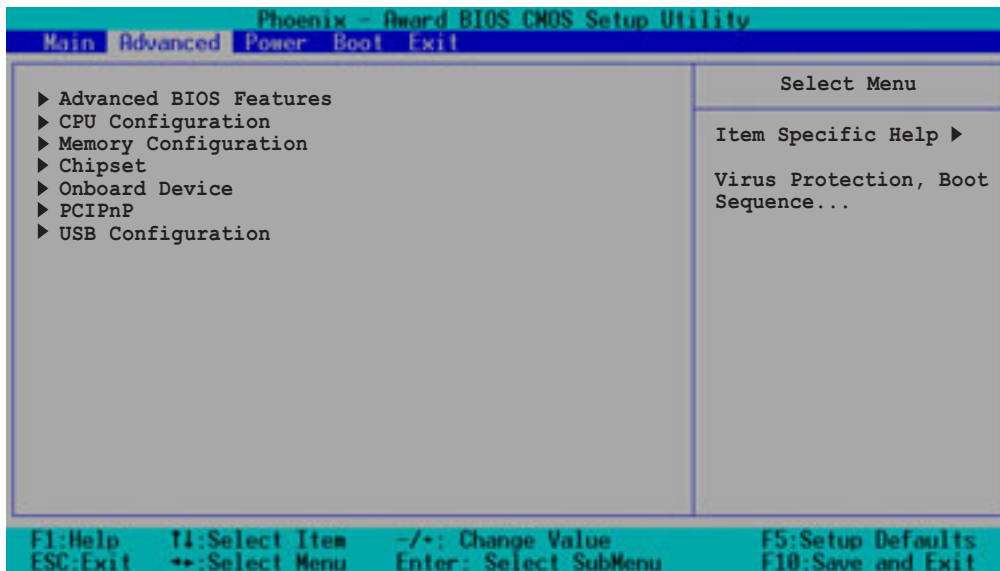 Phoenix - Award BIOS CMOS Setup Utility
Main Advanced Power Boot Exit
Advanced BIOS Features
CPU Configuration
Memory Configuration
Chipset
Onboard Device
PCIPnP
USB Configuration
Select Menu
Item Specific Help
Virus Protection, Boot
Sequence...
F1:Help ↑↓:Select Item -/+: Change Value F5:Setup Defaults
ESC:Exit ←→:Select Menu Enter: Select SubMenu F10:Save and Exit